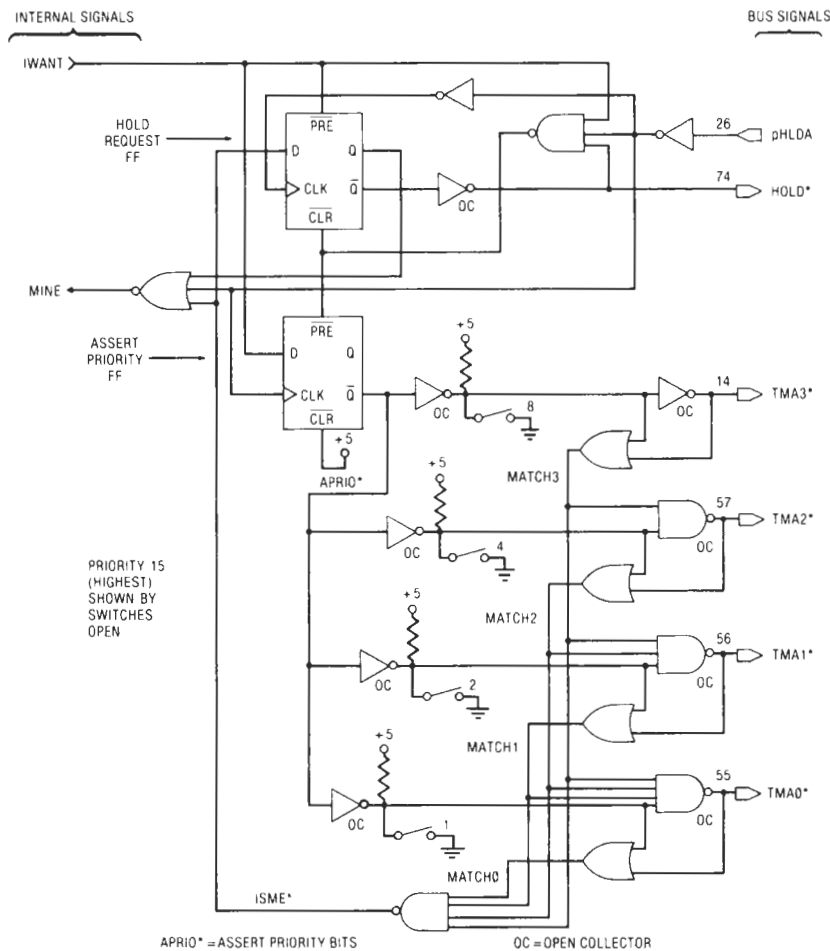 INTERNAL SIGNALS
BUS SIGNALS
IWANT
HOLD
REQUEST
FF
PRE
D Q
CLK Q
CLR
OC
26 pHLDA
74 HOLD*
MINE
ASSERT
PRIORITY
FF
PRE
D Q
CLK Q
CLR
+5
APRIO*
OC
+5
8
OC
14 TMA3*
MATCH3
OC
+5
4
57 TMA2*
OC
MATCH2
PRIORITY 15
(HIGHEST)
SHOWN BY
SWITCHES
OPEN
OC
+5
2
56 TMA1*
OC
MATCH1
OC
+5
1
55 TMA0*
OC
MATCH0
ISME*
APRIO* = ASSERT PRIORITY BITS
OC = OPEN COLLECTOR